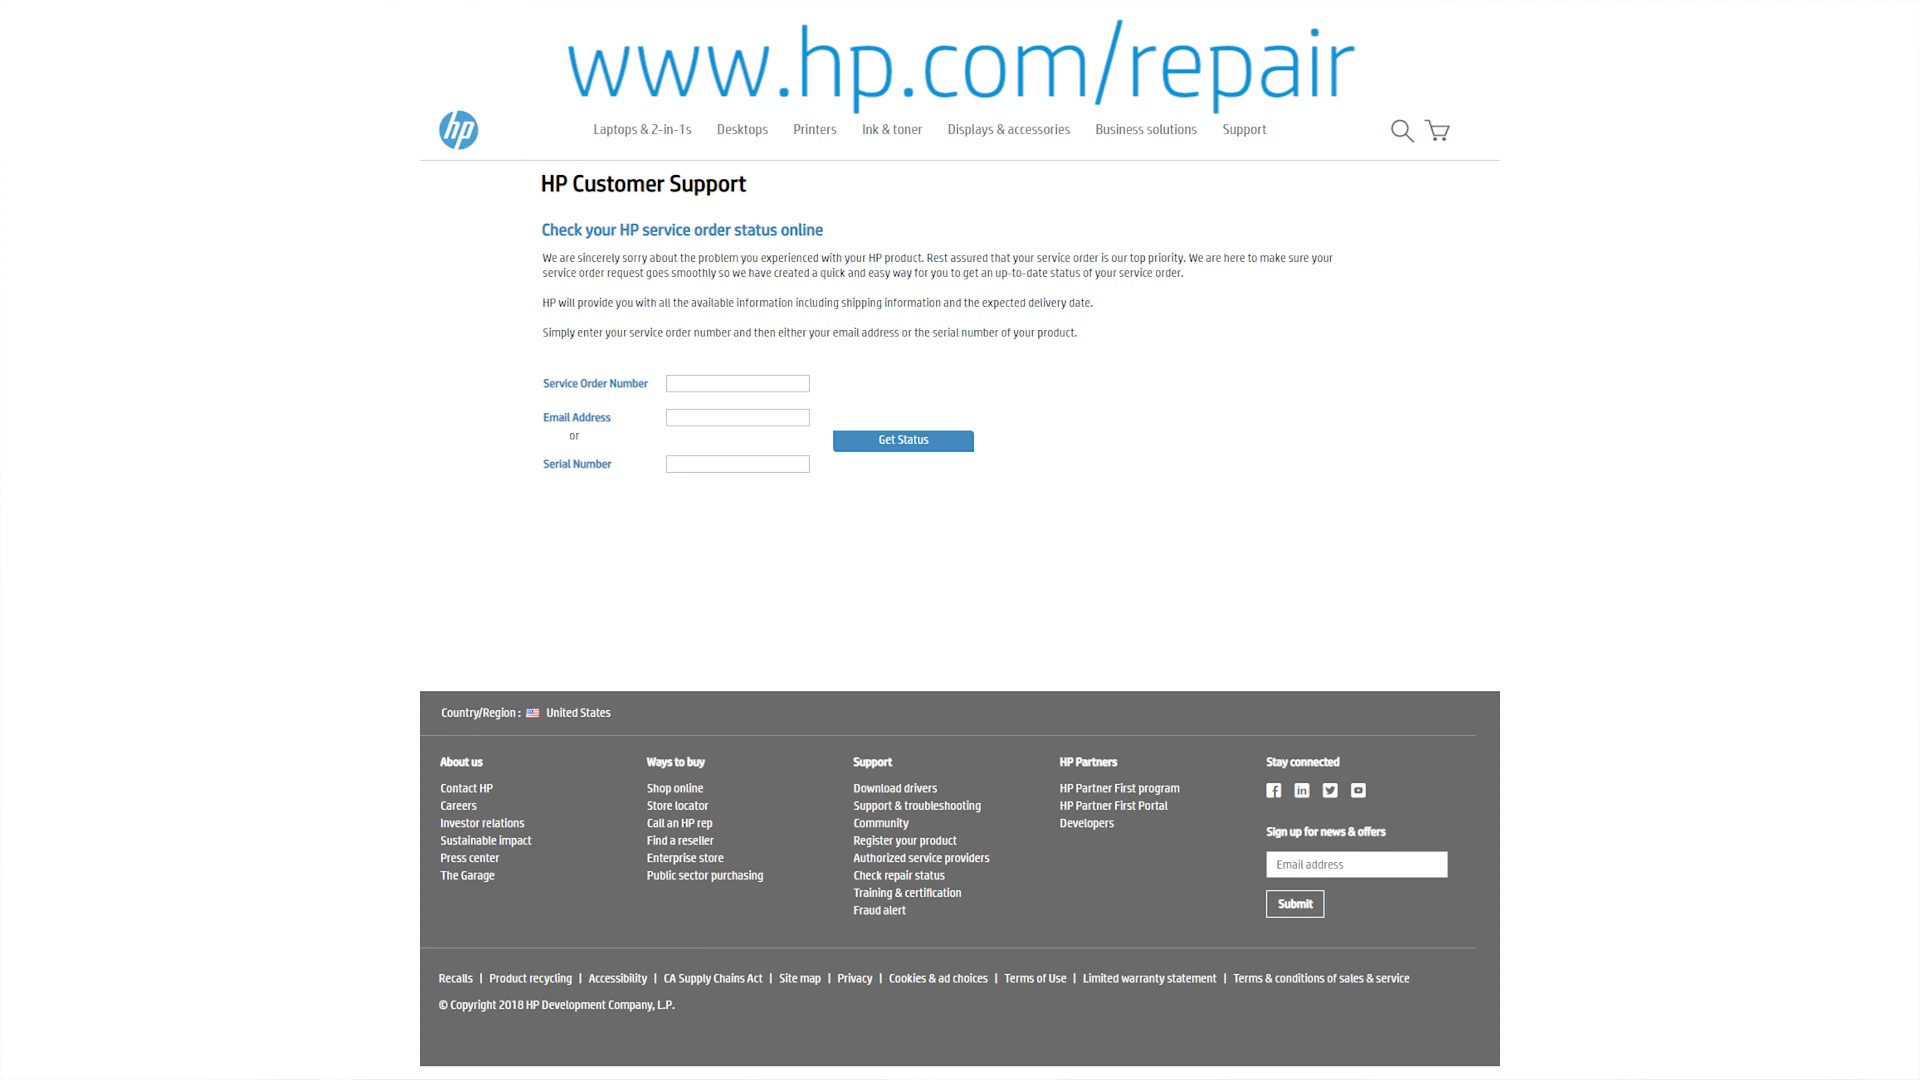 www.hp.com/repair
hp
Laptops & 2-in-1s Desktops Printers Ink & toner Displays & accessories Business solutions Support
HP Customer Support
Check your HP service order status online
We are sincerely sorry about the problem you experienced with your HP product. Rest assured that your service order is our top priority. We are here to make sure your
service order request goes smoothly so we have created a quick and easy way for you to get an up-to-date status of your service order.
HP will provide you with all the available information including shipping information and the expected delivery date.
Simply enter your service order number and then either your email address or the serial number of your product.
Service Order Number
Email Address
or
Get Status
Serial Number
Country/Region : United States
About us
Contact HP
Careers
Investor relations
Sustainable impact
Press center
The Garage
Ways to buy
Shop online
Store locator
Call an HP rep
Find a reseller
Enterprise store
Public sector purchasing
Support
Download drivers
Support & troubleshooting
Community
Register your product
Authorized service providers
Check repair status
Training & certification
Fraud alert
HP Partners
HP Partner First program
HP Partner First Portal
Developers
Stay connected
Sign up for news & offers
Email address
Submit
Recalls | Product recycling | Accessibility | CA Supply Chains Act | Site map | Privacy | Cookies & ad choices | Terms of Use | Limited warranty statement | Terms & conditions of sales & service
© Copyright 2018 HP Development Company, L.P.